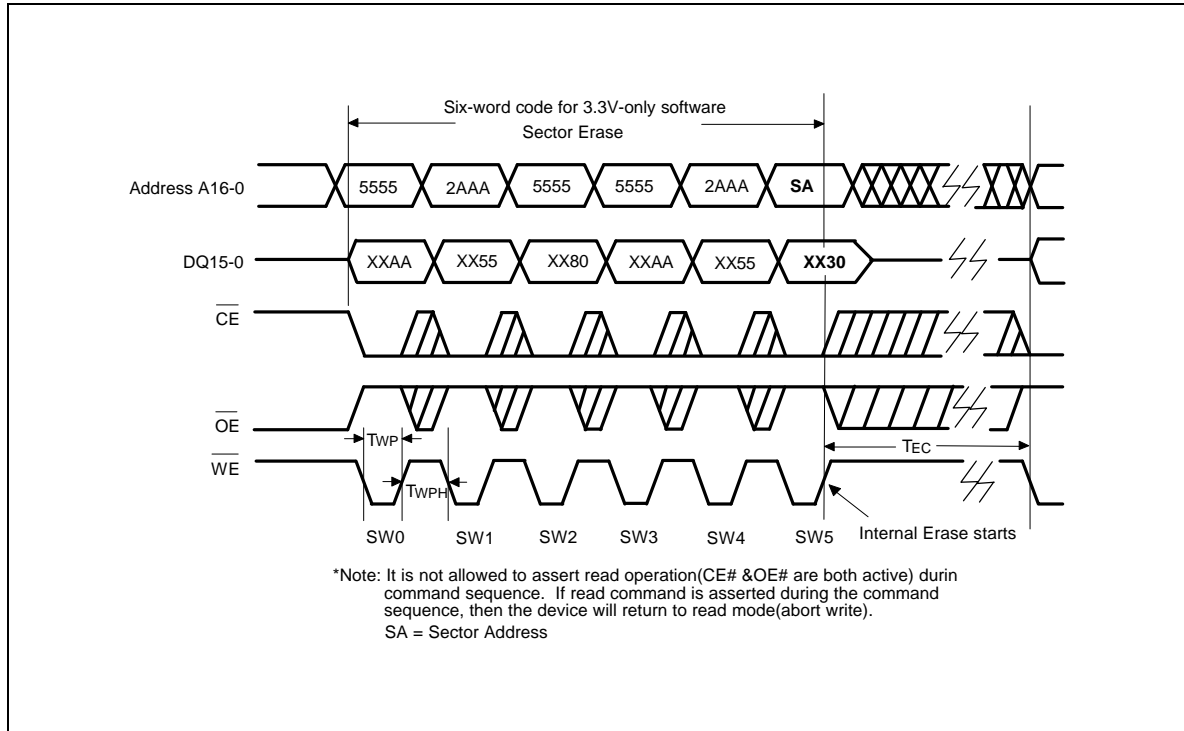 Six-word code for 3.3V-only software
Sector Erase
Address A16-0
5555
2AAA
5555
5555
2AAA
SA
DQ15-0
XXAA
XX55
XX80
XXAA
XX55
XX30
CE
OE
TWP
TEC
WE
TWPH
SW0
SW1
SW2
SW3
SW4
SW5
Internal Erase starts
*Note: It is not allowed to assert read operation(CE# &OE# are both active) durin
command sequence. If read command is asserted during the command
sequence, then the device will return to read mode(abort write).
SA = Sector Address